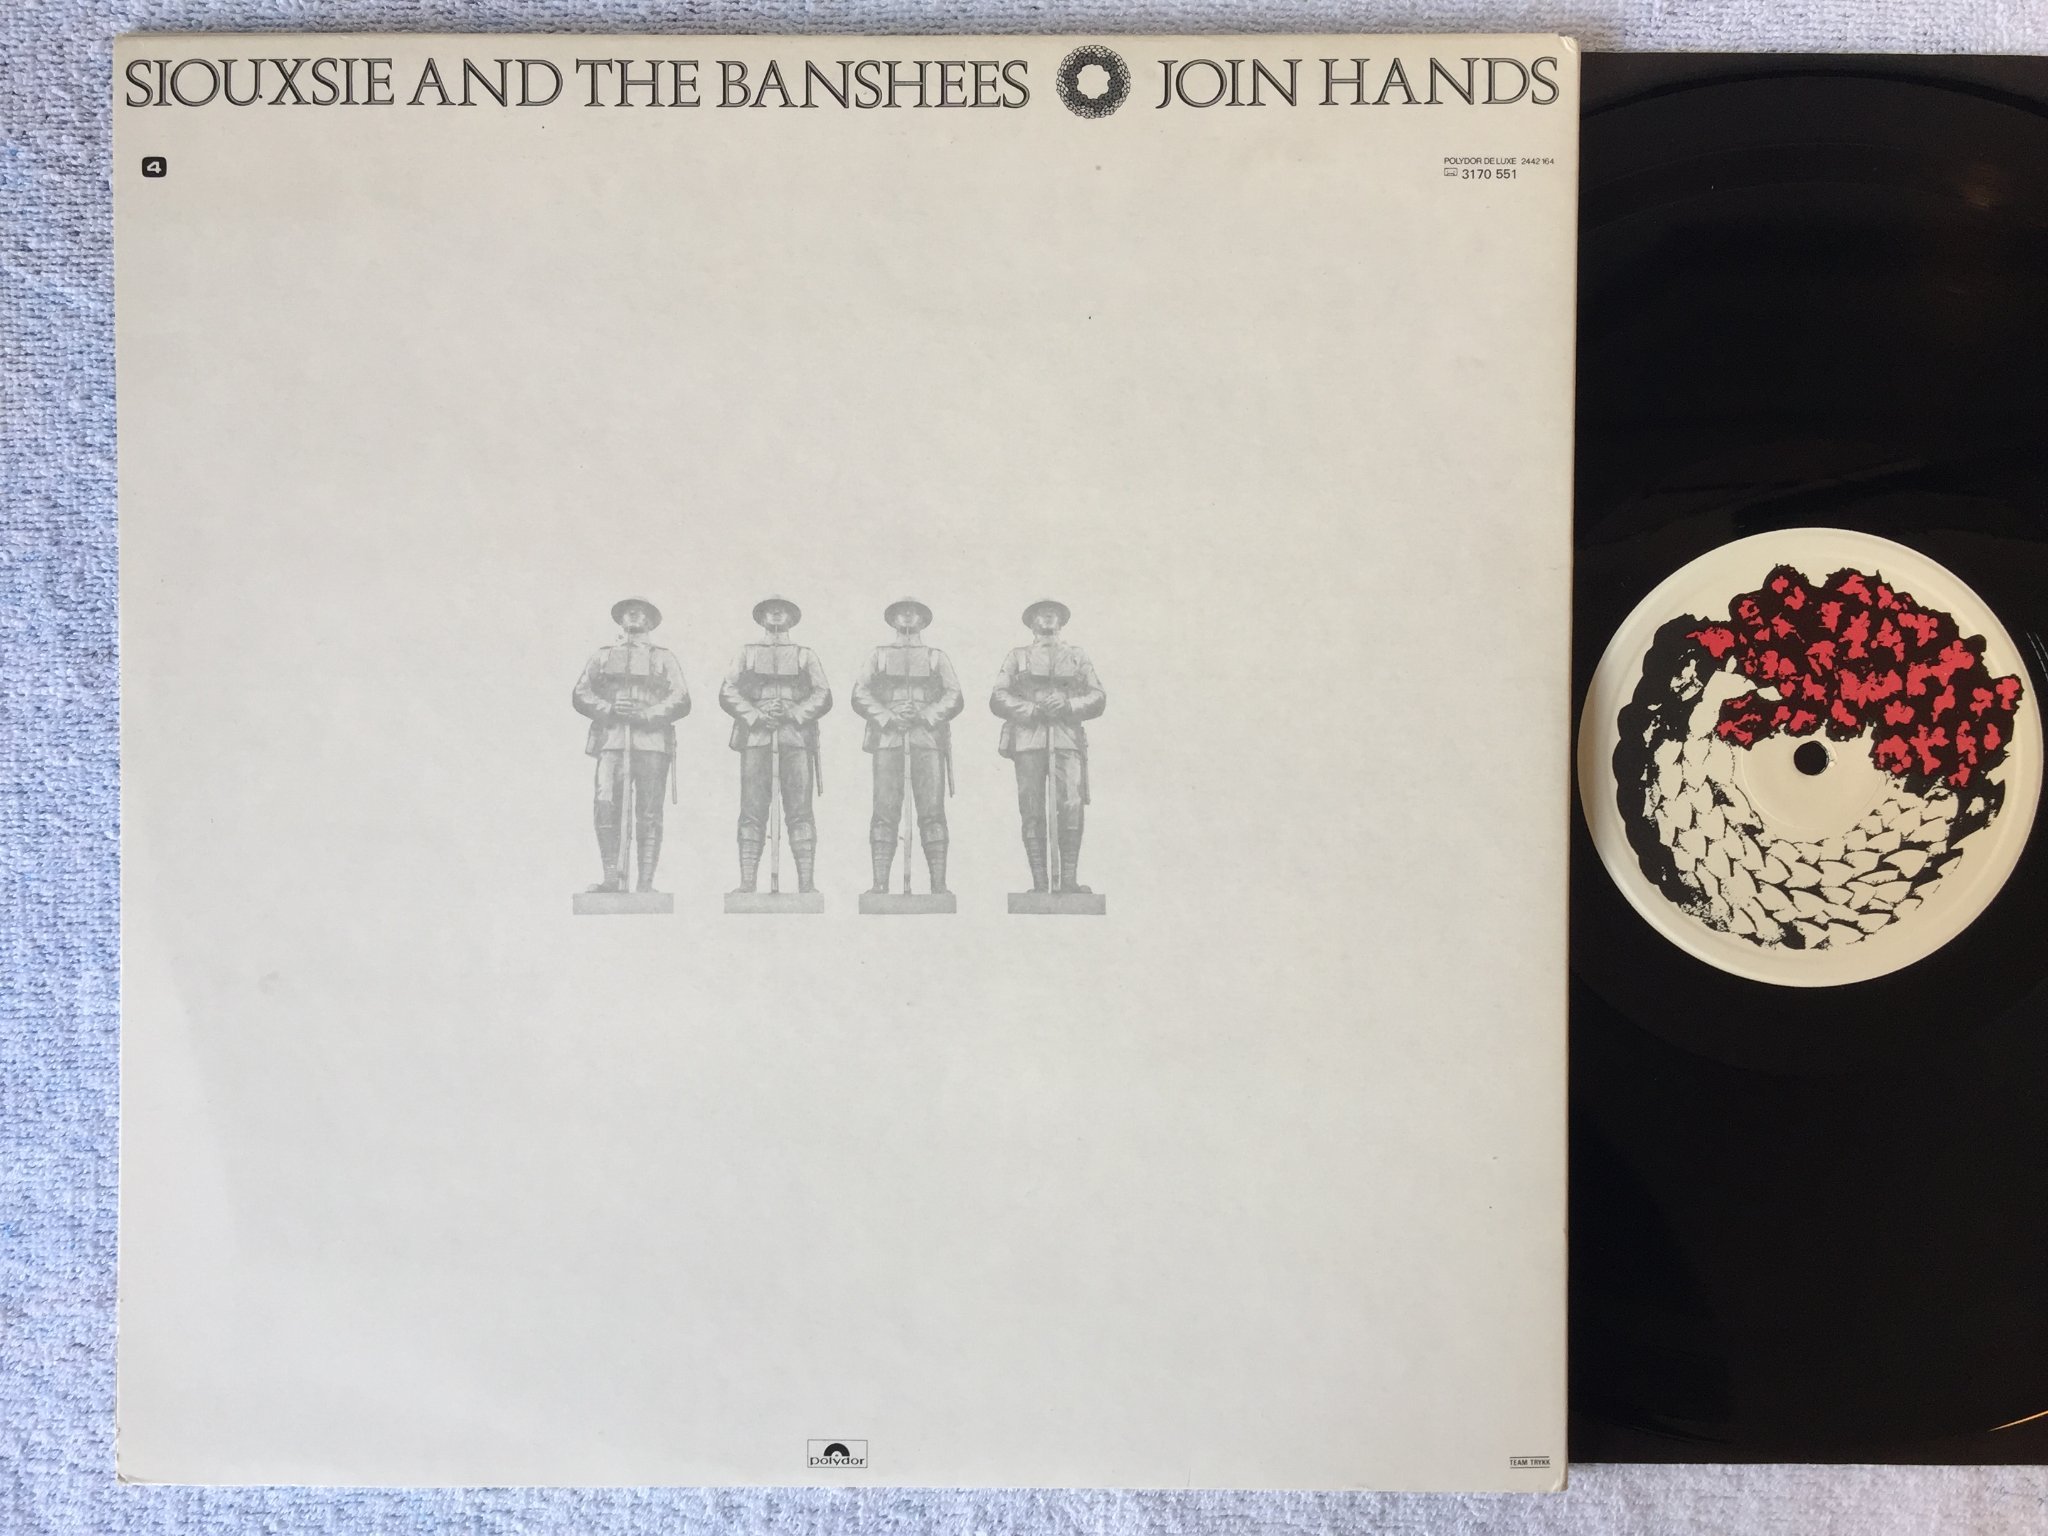 SIOUXSIE AND THE BANSHEES JOIN HANDS
4
POLYDOR DE LUXE 2442 164
3170 551
polydor
TEAM TRYKK